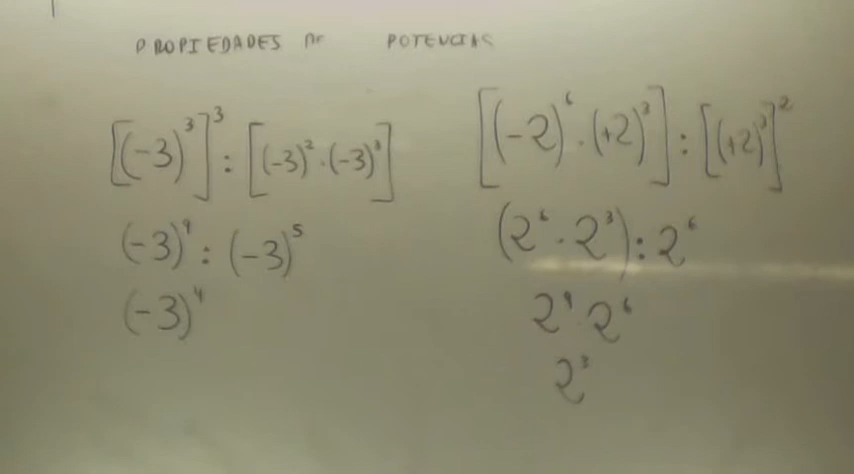 PROPIEDADES DE POTENCIAS
[(-3)³]³ : [(-3)² · (-3)³]
(-3)⁹ : (-3)⁵
(-3)⁴
[(-2)⁶ · (+2)³] : [(+2)³]²
(2⁶ · 2³) : 2⁶
2⁹ : 2⁶
2³